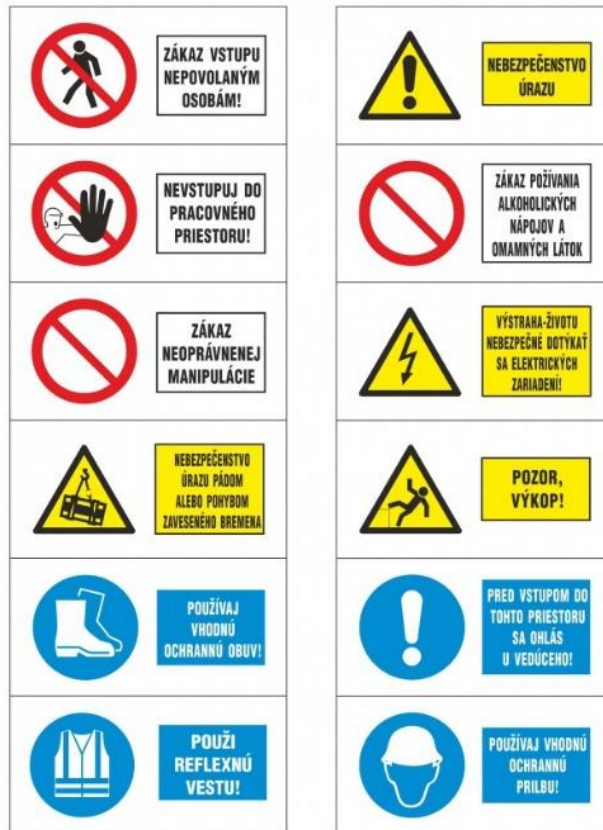 ZÁKAZ VSTUPU
NEPOVOLANÝM
OSOBÁM!
NEBEZPEČENSTVO
ÚRAZU
NEVSTUPUJ DO
PRACOVNÉHO
PRIESTORU!
ZÁKAZ POŽÍVANIA
ALKOHOLICKÝCH
NÁPOJOV A
OMAMNÝCH LÁTOK
ZÁKAZ
NEOPRÁVNENEJ
MANIPULÁCIE
VÝSTRAHA-ŽIVOTU
NEBEZPEČNÉ DOTÝKAŤ
SA ELEKTRICKÝCH
ZARIADENÍ!
NEBEZPEČENSTVO
ÚRAZU PÁDOM
ALEBO POHYBOM
ZAVESENÉHO BREMENA
POZOR,
VÝKOP!
POUŽÍVAJ
VHODNÚ
OCHRANNÚ OBUV!
PRED VSTUPOM DO
TOHTO PRIESTORU
SA OHLÁS
U VEDÚCEHO!
POUŽI
REFLEXNÚ
VESTU!
POUŽÍVAJ VHODNÚ
OCHRANNÚ
PRILBU!